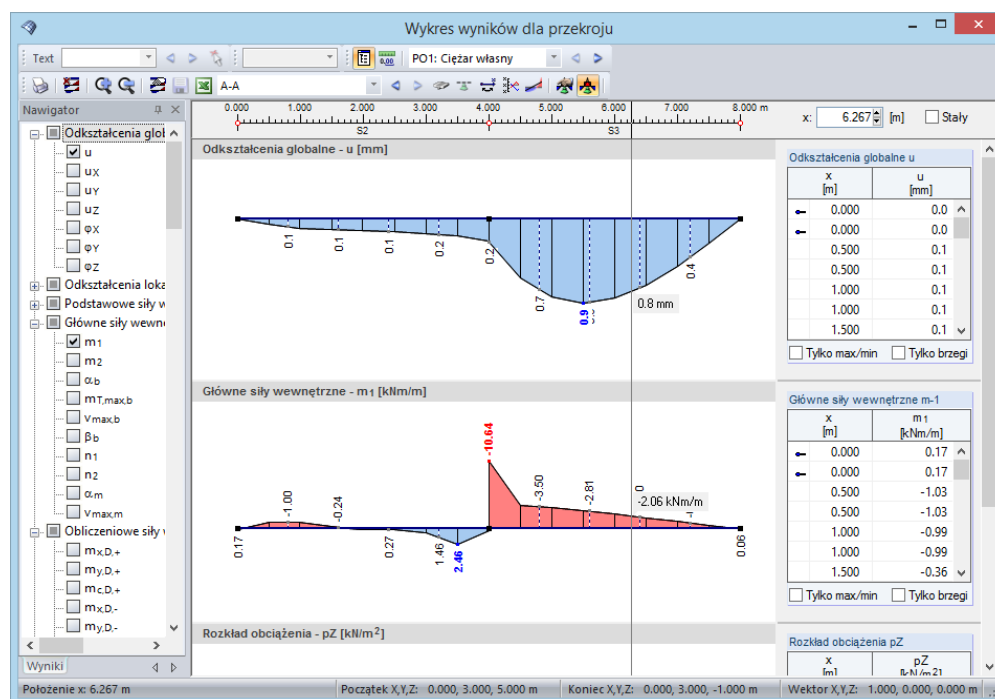 Wykres wyników dla przekroju
Text PO1: Ciężar własny
A-A
Nawigator
Odkształcenia glob
u
uX
uY
uZ
φX
φY
φZ
Odkształcenia loka
Podstawowe siły w
Główne siły wewnę
m1
m2
αb
mT,max,b
vmax,b
βb
n1
n2
αm
vmax,m
Obliczeniowe siły
mx,D,+
my,D,+
mc,D,+
mx,D,-
my,D,-
Wyniki
0.000 1.000 2.000 3.000 4.000 5.000 6.000 7.000 8.000 m
S2 S3
x: 6.267 [m] Stały
Odkształcenia globalne - u [mm]
0.1 0.1 0.1 0.2 0.2 0.7 0.9 0.4
0.8 mm
Odkształcenia globalne u
x u
[m] [mm]
0.000 0.0
0.000 0.0
0.500 0.1
0.500 0.1
1.000 0.1
1.000 0.1
1.500 0.1
Tylko max/min Tylko brzegi
Główne siły wewnętrzne - m1 [kNm/m]
-10.64
-1.00 -0.24 -3.50 -2.81
-2.06 kNm/m
0.17 0.27 1.46 2.46 0.06
Główne siły wewnętrzne m-1
x m1
[m] [kNm/m]
0.000 0.17
0.000 0.17
0.500 -1.03
0.500 -1.03
1.000 -0.99
1.000 -0.99
1.500 -0.36
Tylko max/min Tylko brzegi
Rozkład obciążenia - pZ [kN/m2]
Rozkład obciążenia pZ
x pZ
[m] [kN/m2]
Położenie x: 6.267 m Początek X,Y,Z: 0.000, 3.000, 5.000 m Koniec X,Y,Z: 0.000, 3.000, -1.000 m Wektor X,Y,Z: 1.000, 0.000, 0.000 m